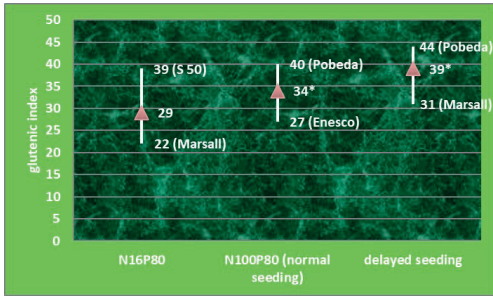 glutenic index
50
45
40
35
30
25
20
15
10
5
0
39 (S 50)
29
22 (Marsall)
40 (Pobeda)
34*
27 (Enesco)
44 (Pobeda)
39*
31 (Marsall)
N16P80
N100P80 (normal
seeding)
delayed seeding